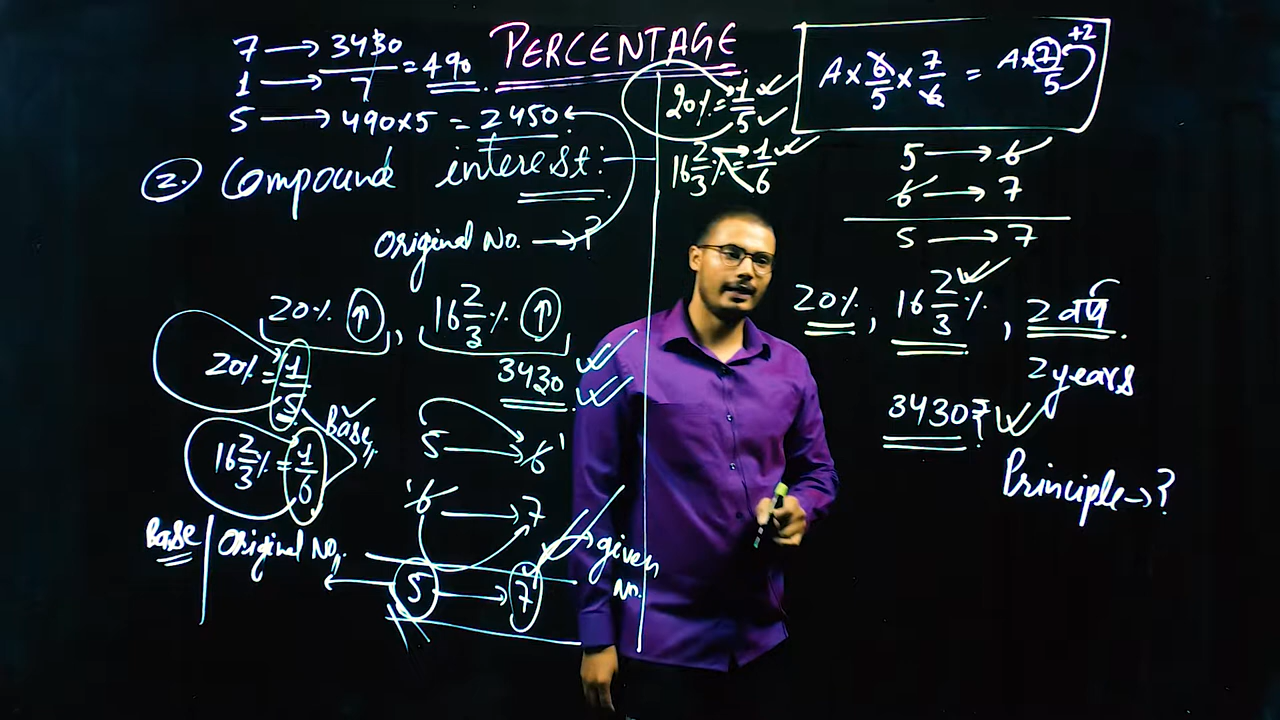 PERCENTAGE
7 → 3430
1 → 3430/7 = 490
5 → 490×5 = 2450
② Compound interest:
Original No. → ?
20% ↑, 16 2/3% ↑
3430
20% = 1/5
16 2/3% = 1/6
Base
5 → 6
6 → 7
5 → 7
Base | Original No.
given no.
20% = 1/5
16 2/3% = 1/6
A × 6/5 × 7/6 = A × 7/5 +2
5 → 6
6 → 7
5 → 7
20%, 16 2/3%, 2 वर्ष
2 years
3430₹
Principle → ?